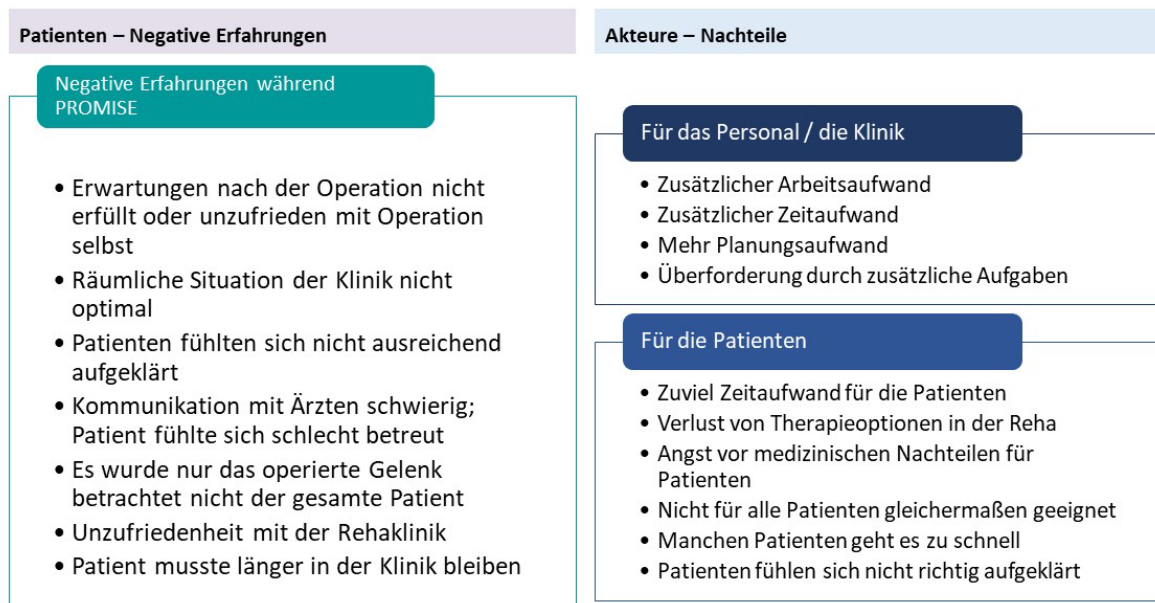 Patienten – Negative Erfahrungen
Negative Erfahrungen während
PROMISE
• Erwartungen nach der Operation nicht
erfüllt oder unzufrieden mit Operation
selbst
• Räumliche Situation der Klinik nicht
optimal
• Patienten fühlten sich nicht ausreichend
aufgeklärt
• Kommunikation mit Ärzten schwierig;
Patient fühlte sich schlecht betreut
• Es wurde nur das operierte Gelenk
betrachtet nicht der gesamte Patient
• Unzufriedenheit mit der Rehaklinik
• Patient musste länger in der Klinik bleiben
Akteure – Nachteile
Für das Personal / die Klinik
• Zusätzlicher Arbeitsaufwand
• Zusätzlicher Zeitaufwand
• Mehr Planungsaufwand
• Überforderung durch zusätzliche Aufgaben
Für die Patienten
• Zuviel Zeitaufwand für die Patienten
• Verlust von Therapieoptionen in der Reha
• Angst vor medizinischen Nachteilen für
Patienten
• Nicht für alle Patienten gleichermaßen geeignet
• Manchen Patienten geht es zu schnell
• Patienten fühlen sich nicht richtig aufgeklärt